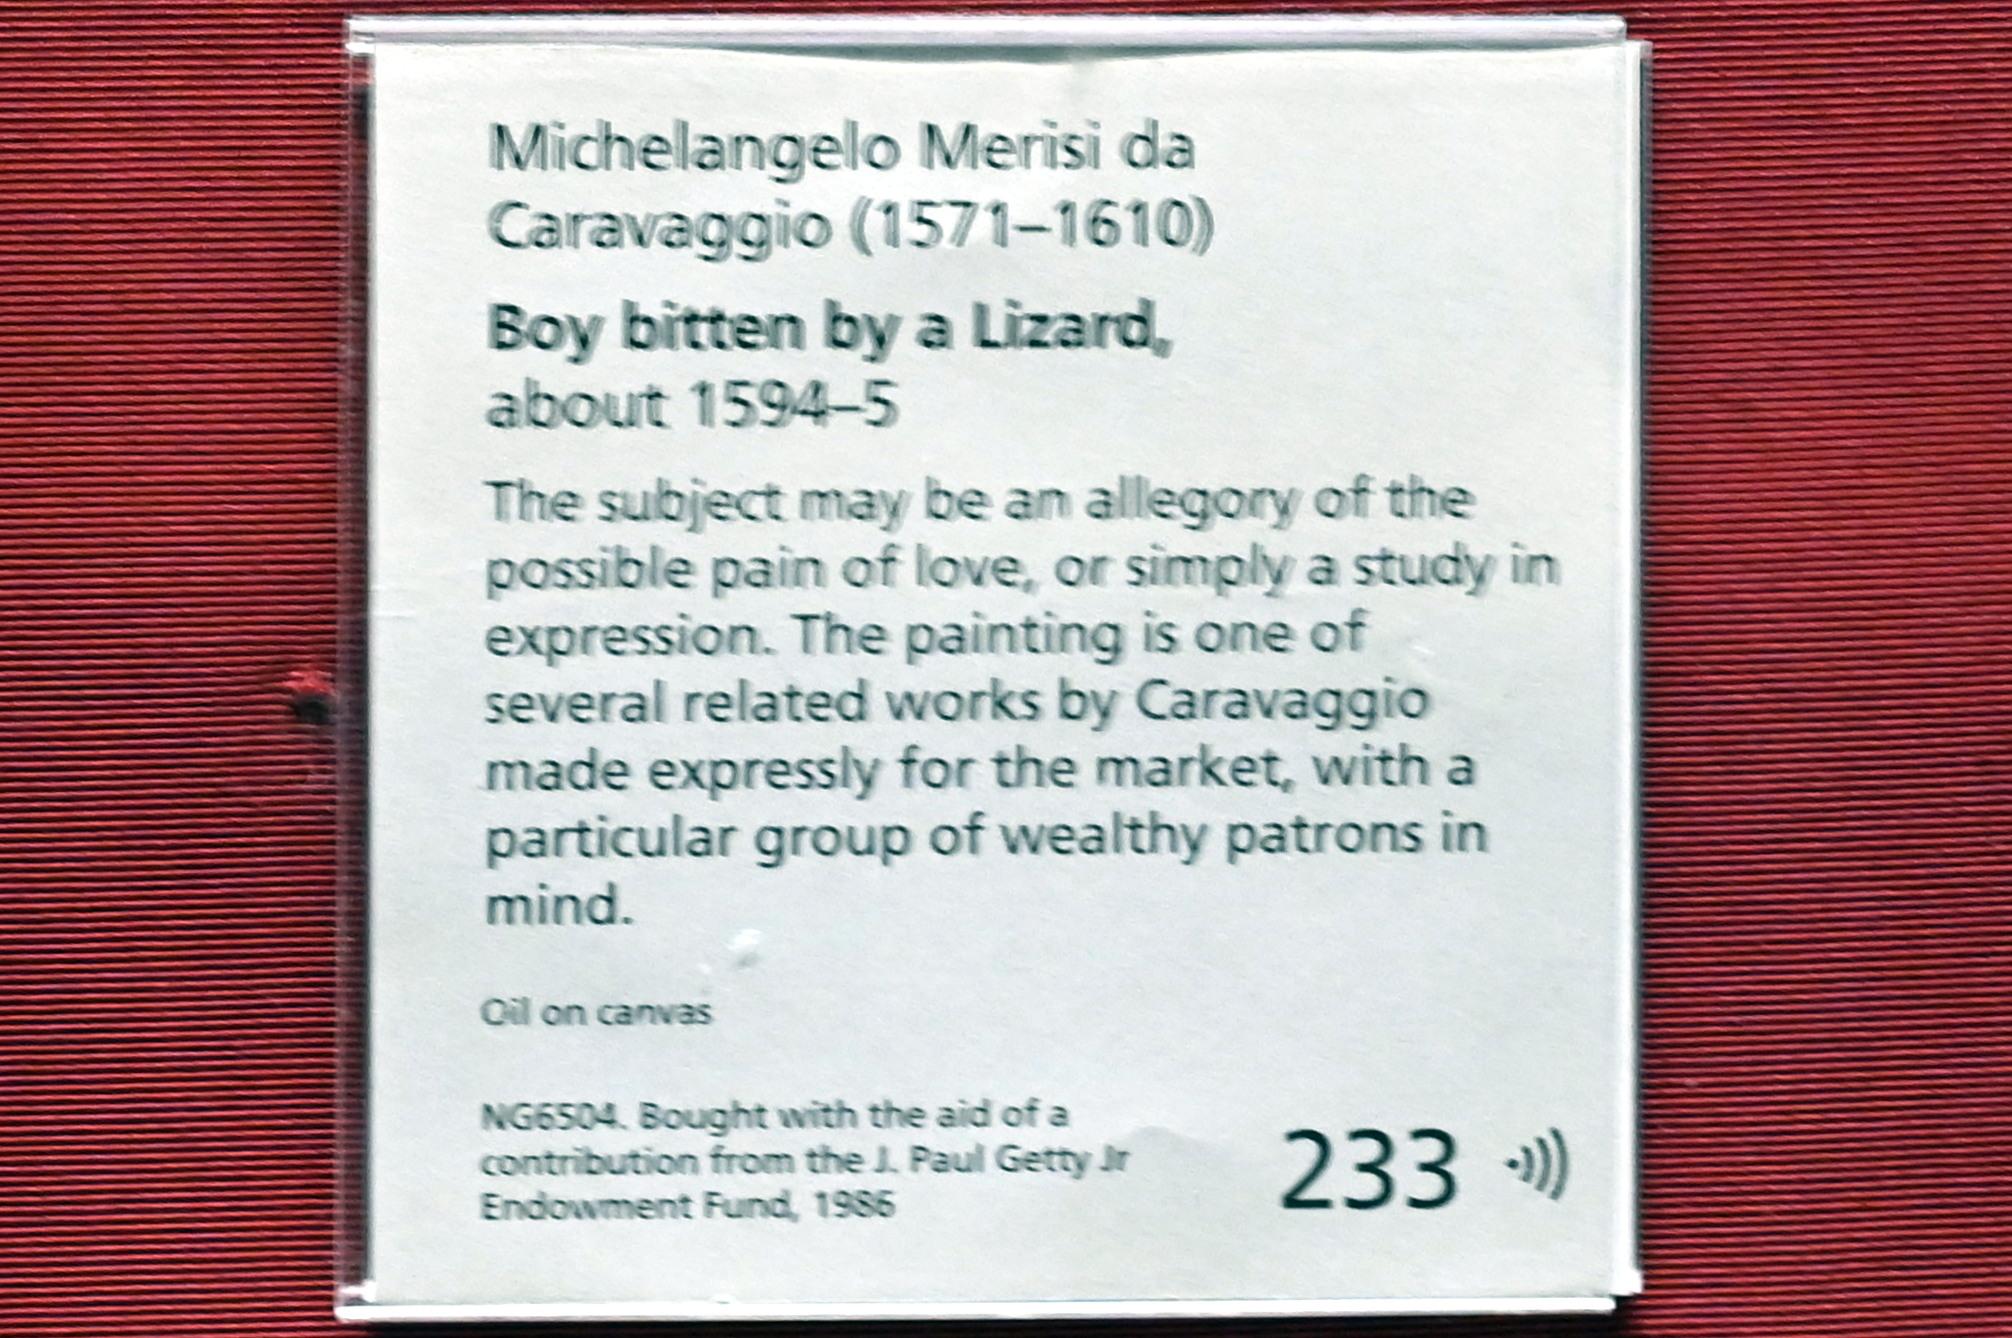 Michelangelo Merisi da
Caravaggio (1571–1610)
Boy bitten by a Lizard,
about 1594–5
The subject may be an allegory of the
possible pain of love, or simply a study in
expression. The painting is one of
several related works by Caravaggio
made expressly for the market, with a
particular group of wealthy patrons in
mind.
Oil on canvas
NG6504. Bought with the aid of a
contribution from the J. Paul Getty Jr
Endowment Fund, 1986
233